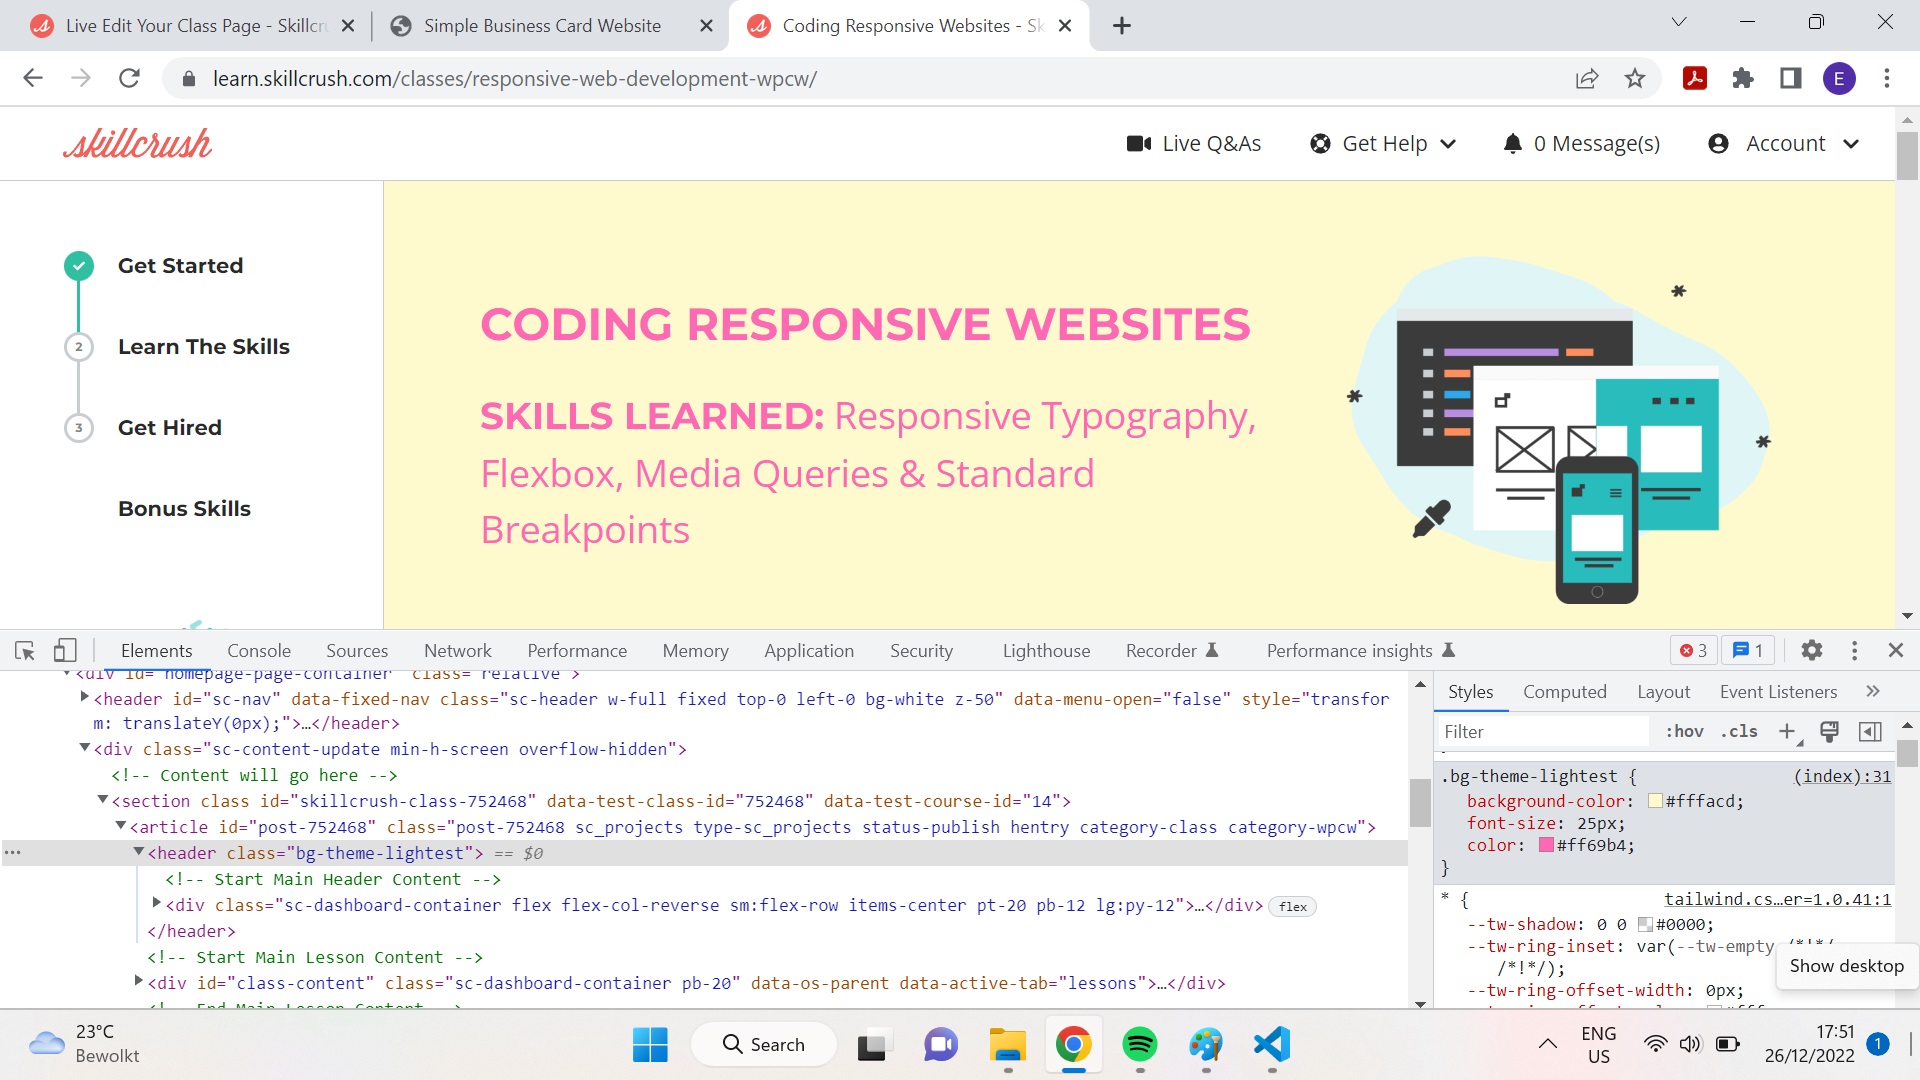 Live Edit Your Class Page - Skillcru
Simple Business Card Website
Coding Responsive Websites - Sk
learn.skillcrush.com/classes/responsive-web-development-wpcw/
E
skillcrush
Live Q&As
Get Help
0 Message(s)
Account
Get Started
2 Learn The Skills
3 Get Hired
Bonus Skills
CODING RESPONSIVE WEBSITES
SKILLS LEARNED: Responsive Typography,
Flexbox, Media Queries & Standard
Breakpoints
Elements Console Sources Network Performance Memory Application Security Lighthouse Recorder Performance insights 3 1
<div id="homepage-page-container" class="relative">
<header id="sc-nav" data-fixed-nav class="sc-header w-full fixed top-0 left-0 bg-white z-50" data-menu-open="false" style="transfor
m: translateY(0px);">…</header>
<div class="sc-content-update min-h-screen overflow-hidden">
<!-- Content will go here -->
<section class id="skillcrush-class-752468" data-test-class-id="752468" data-test-course-id="14">
<article id="post-752468" class="post-752468 sc_projects type-sc_projects status-publish hentry category-class category-wpcw">
<header class="bg-theme-lightest"> == $0
<!-- Start Main Header Content -->
<div class="sc-dashboard-container flex flex-col-reverse sm:flex-row items-center pt-20 pb-12 lg:py-12">…</div> flex
</header>
<!-- Start Main Lesson Content -->
<div id="class-content" class="sc-dashboard-container pb-20" data-os-parent data-active-tab="lessons">…</div>
<!-- End Main Lesson Content -->
Styles Computed Layout Event Listeners
Filter :hov .cls
.bg-theme-lightest { (index):31
background-color: #fffacd;
font-size: 25px;
color: #ff69b4;
}
* { tailwind.cs…er=1.0.41:1
--tw-shadow: 0 0 #0000;
--tw-ring-inset: var(--tw-empty,/*!*/
/*!*/);
--tw-ring-offset-width: 0px;
Show desktop
23°C
Bewolkt
Search
ENG
US
17:51
26/12/2022
1